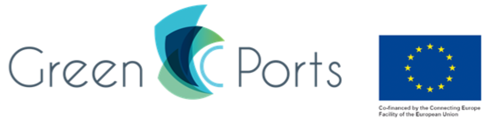 Green C Ports
Co-financed by the Connecting Europe
Facility of the European Union